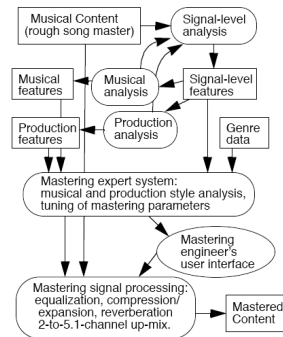 Musical Content
(rough song master)
Signal-level
analysis
Musical
features
Musical
analysis
Signal-level
features
Production
features
Production
analysis
Genre
data
Mastering expert system:
musical and production style analysis,
tuning of mastering parameters
Mastering
engineer's
user interface
Mastering signal processing:
equalization, compression/
expansion, reverberation
2-to-5.1-channel up-mix.
Mastered
Content